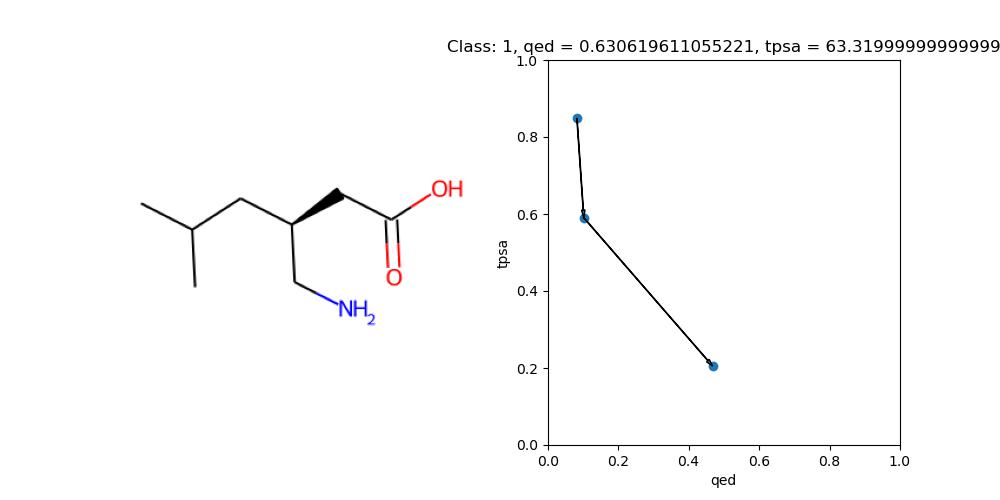 Class: 1, qed = 0.630619611055221, tpsa = 63.31999999999999
OH
O
NH2
1.0
0.8
0.6
0.4
0.2
0.0
tpsa
0.0 0.2 0.4 0.6 0.8 1.0
qed